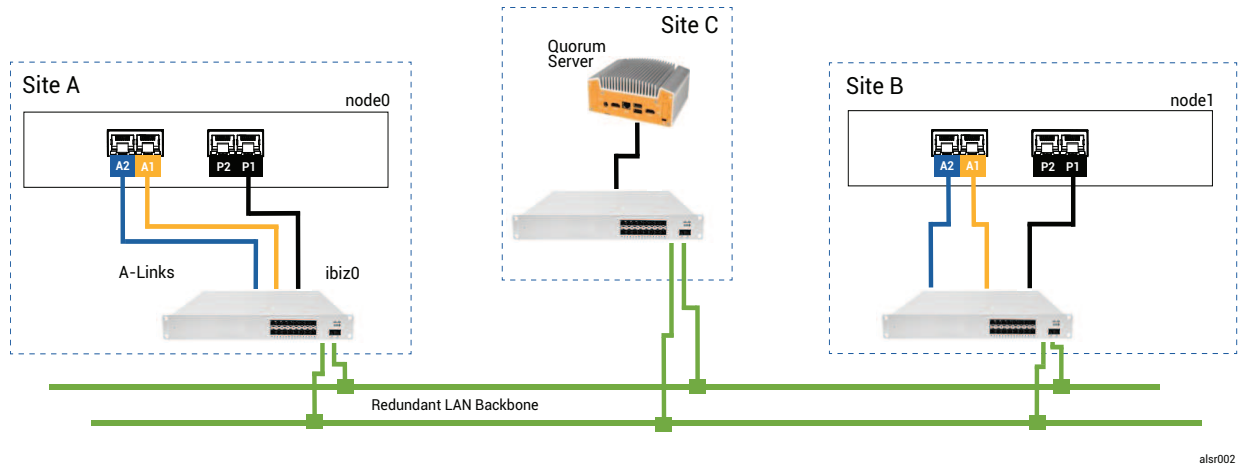 Site C
Quorum
Server
Site A
node0
A2 A1 P2 P1
A-Links
ibiz0
Site B
node1
A2 A1 P2 P1
Redundant LAN Backbone
alsr002